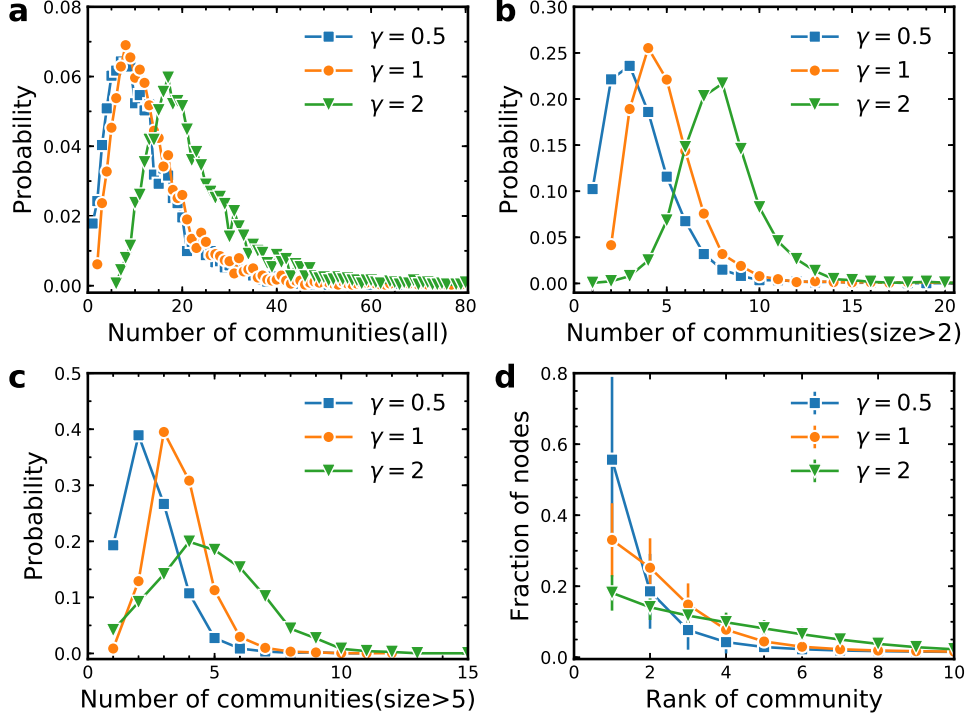 a
0.08
0.06
0.04
0.02
0.00
Probability
0 20 40 60 80
Number of communities(all)
γ = 0.5
γ = 1
γ = 2
b
0.30
0.25
0.20
0.15
0.10
0.05
0.00
Probability
0 5 10 15 20
Number of communities(size>2)
γ = 0.5
γ = 1
γ = 2
c
0.5
0.4
0.3
0.2
0.1
0.0
Probability
0 5 10 15
Number of communities(size>5)
γ = 0.5
γ = 1
γ = 2
d
0.8
0.6
0.4
0.2
0.0
Fraction of nodes
0 2 4 6 8 10
Rank of community
γ = 0.5
γ = 1
γ = 2